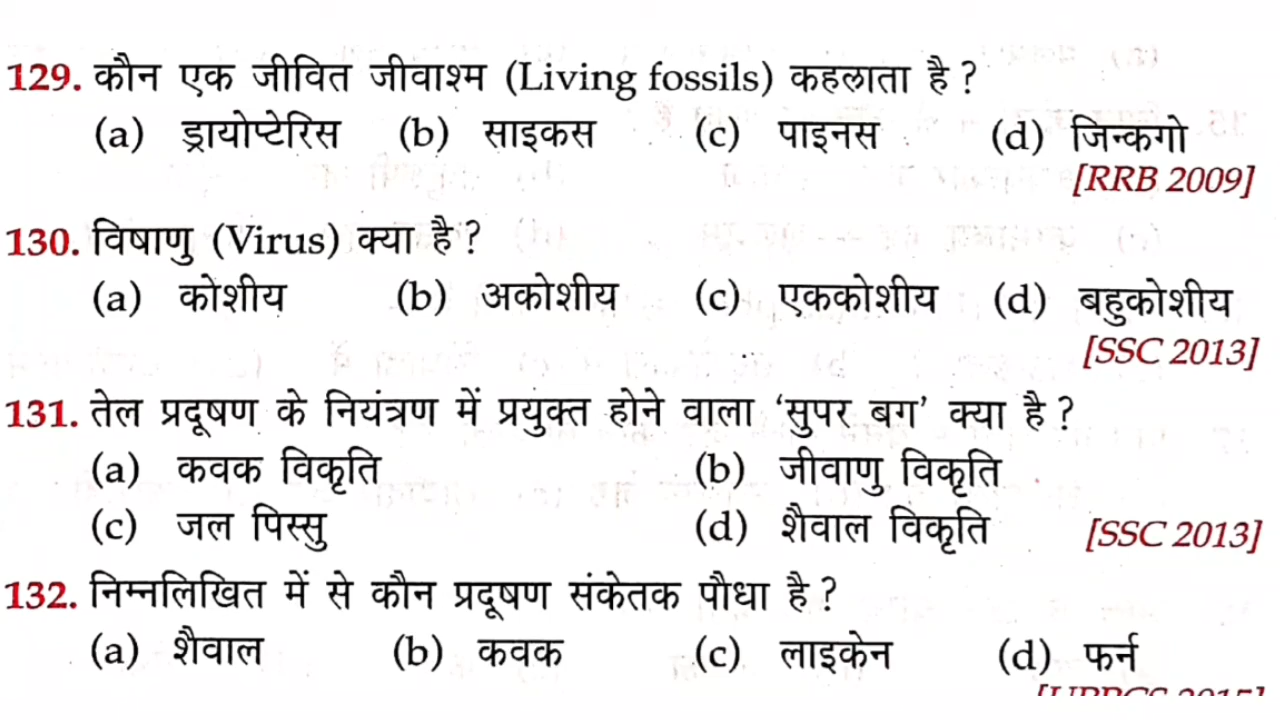 129. कौन एक जीवित जीवाश्म (Living fossils) कहलाता है ?
(a) ड्रायोप्टेरिस (b) साइकस (c) पाइनस (d) जिन्कगो
[RRB 2009]
130. विषाणु (Virus) क्या है ?
(a) कोशीय (b) अकोशीय (c) एककोशीय (d) बहुकोशीय
[SSC 2013]
131. तेल प्रदूषण के नियंत्रण में प्रयुक्त होने वाला ‘सुपर बग’ क्या है ?
(a) कवक विकृति (b) जीवाणु विकृति
(c) जल पिस्सु (d) शैवाल विकृति [SSC 2013]
132. निम्नलिखित में से कौन प्रदूषण संकेतक पौधा है ?
(a) शैवाल (b) कवक (c) लाइकेन (d) फर्न